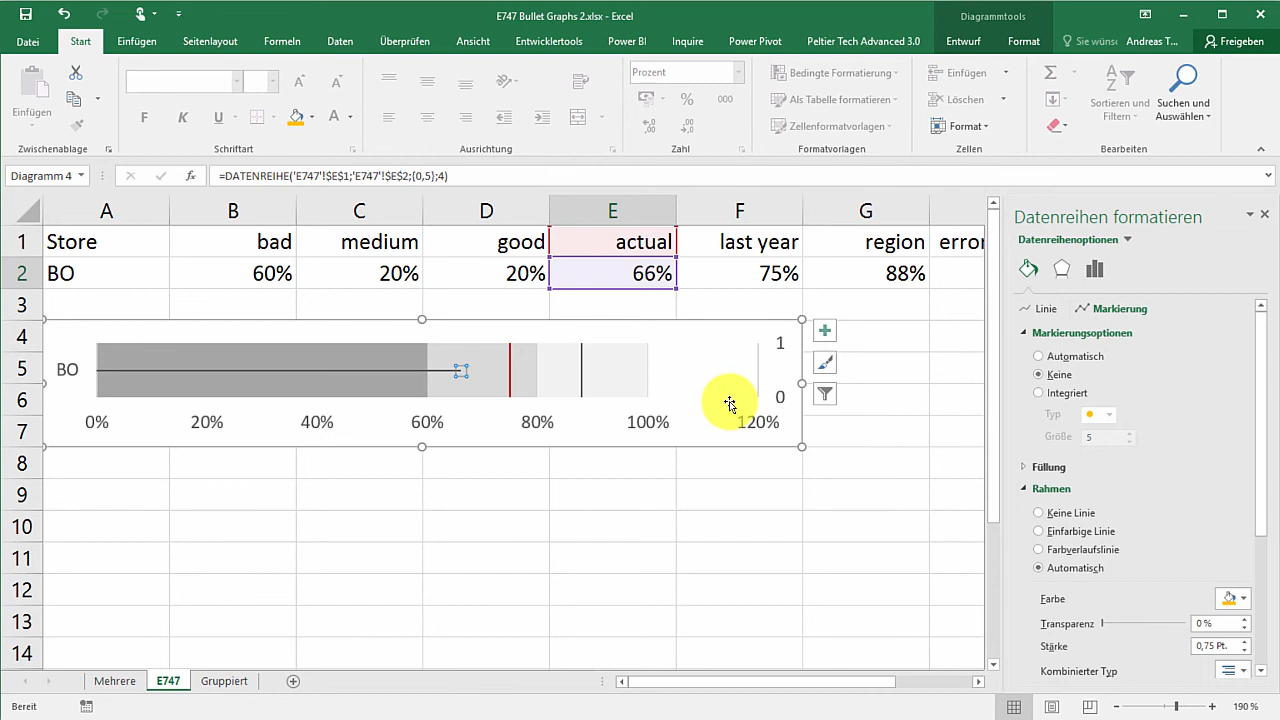 E747 Bullet Graphs 2.xlsx - Excel
Diagrammtools
Datei Start Einfügen Seitenlayout Formeln Daten Überprüfen Ansicht Entwicklertools Power BI Inquire Power Pivot Peltier Tech Advanced 3.0 Entwurf Format Sie wüns Andreas T... Freigeben
Einfügen
F K U
Prozent
% 000
Bedingte Formatierung
Als Tabelle formatieren
Zellenformatvorlagen
Einfügen
Löschen
Format
Sortieren und Filtern
Suchen und Auswählen
Zwischenablage Schriftart Ausrichtung Zahl Formatvorlagen Zellen Bearbeiten
Diagramm 4 fx =DATENREIHE('E747'!$E$1;'E747'!$E$2;{0,5};4)
A B C D E F G
1 Store bad medium good actual last year region error
2 BO 60% 20% 20% 66% 75% 88%
3
4
5
6
7
8
9
10
11
12
13
14
1
BO
0
0% 20% 40% 60% 80% 100% 120%
Datenreihen formatieren
Datenreihenoptionen
Linie Markierung
Markierungsoptionen
Automatisch
Keine
Integriert
Typ
Größe 5
Füllung
Rahmen
Keine Linie
Einfarbige Linie
Farbverlaufslinie
Automatisch
Farbe
Transparenz 0 %
Stärke 0,75 Pt.
Kombinierter Typ
Mehrere E747 Gruppiert
Bereit 190 %